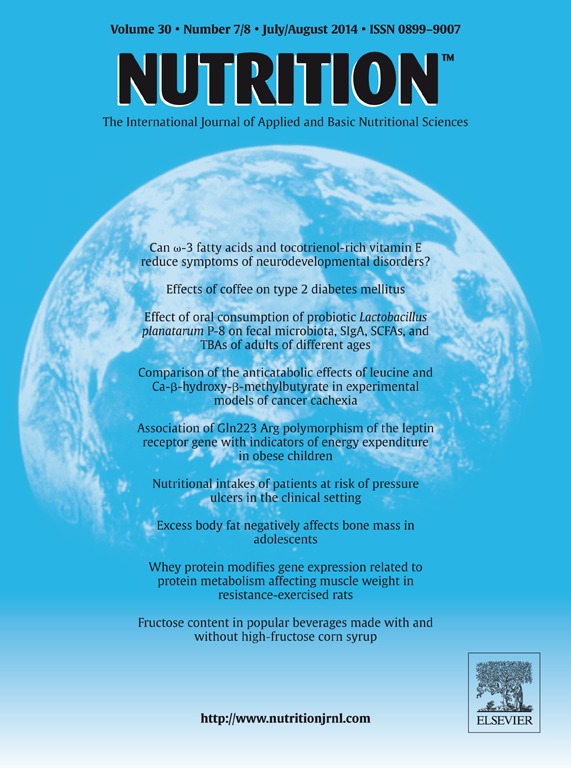 Volume 30 • Number 7/8 • July/August 2014 • ISSN 0899–9007
NUTRITION™
The International Journal of Applied and Basic Nutritional Sciences
Can ω-3 fatty acids and tocotrienol-rich vitamin E
reduce symptoms of neurodevelopmental disorders?
Effects of coffee on type 2 diabetes mellitus
Effect of oral consumption of probiotic Lactobacillus
planatarum P-8 on fecal microbiota, SIgA, SCFAs, and
TBAs of adults of different ages
Comparison of the anticatabolic effects of leucine and
Ca-β-hydroxy-β-methylbutyrate in experimental
models of cancer cachexia
Association of Gln223 Arg polymorphism of the leptin
receptor gene with indicators of energy expenditure
in obese children
Nutritional intakes of patients at risk of pressure
ulcers in the clinical setting
Excess body fat negatively affects bone mass in
adolescents
Whey protein modifies gene expression related to
protein metabolism affecting muscle weight in
resistance-exercised rats
Fructose content in popular beverages made with and
without high-fructose corn syrup
http://www.nutritionjrnl.com
ELSEVIER